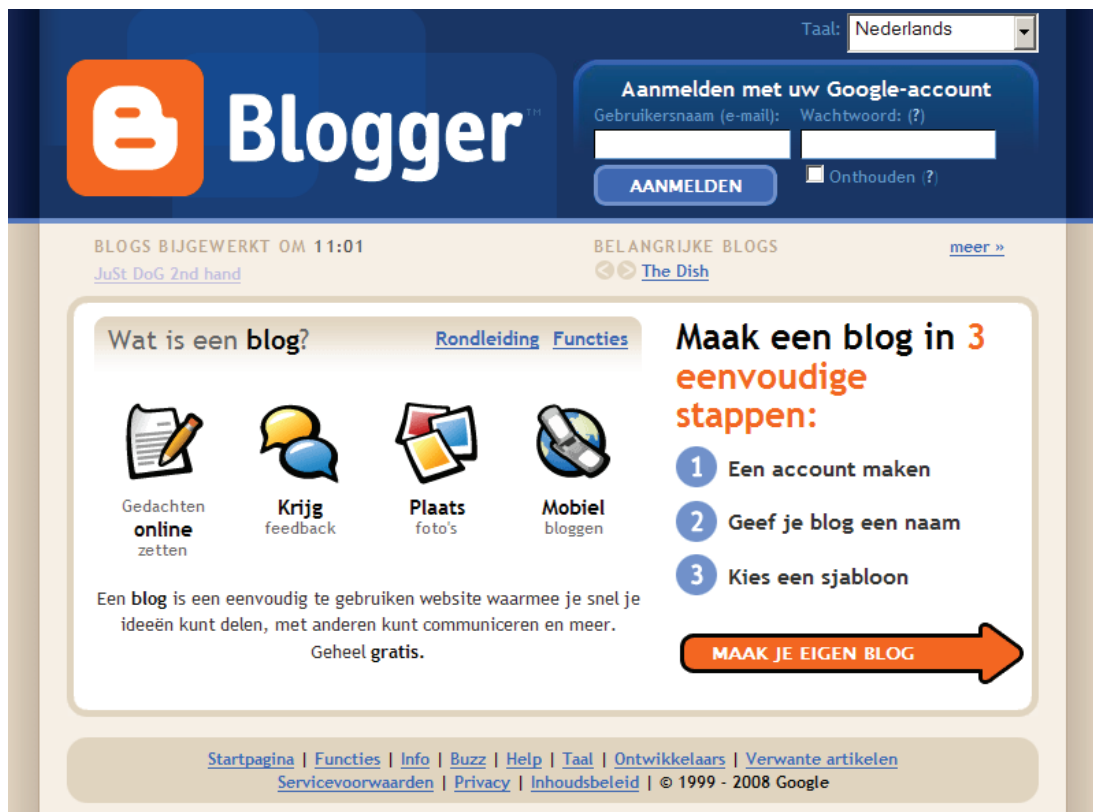 Taal: Nederlands
Blogger™
Aanmelden met uw Google-account
Gebruikersnaam (e-mail): Wachtwoord: (?)
AANMELDEN
Onthouden (?)
BLOGS BIJGEWERKT OM 11:01
JuSt DoG 2nd hand
BELANGRIJKE BLOGS
meer »
The Dish
Wat is een blog?
Rondleiding Functies
Gedachten
online
zetten
Krijg
feedback
Plaats
foto's
Mobiel
bloggen
Een blog is een eenvoudig te gebruiken website waarmee je snel je
ideeën kunt delen, met anderen kunt communiceren en meer.
Geheel gratis.
Maak een blog in 3
eenvoudige
stappen:
1 Een account maken
2 Geef je blog een naam
3 Kies een sjabloon
MAAK JE EIGEN BLOG
Startpagina | Functies | Info | Buzz | Help | Taal | Ontwikkelaars | Verwante artikelen
Servicevoorwaarden | Privacy | Inhoudsbeleid | © 1999 - 2008 Google